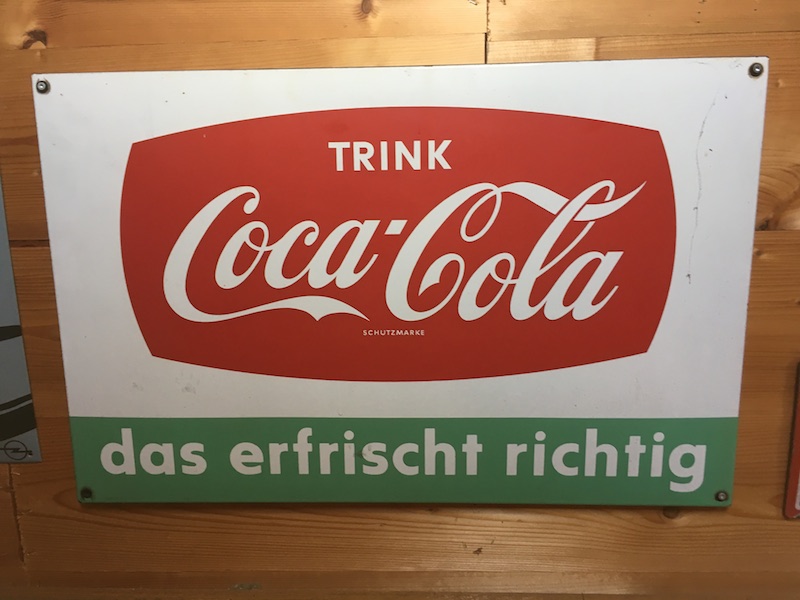 TRINK
Coca-Cola
SCHUTZMARKE
das erfrischt richtig